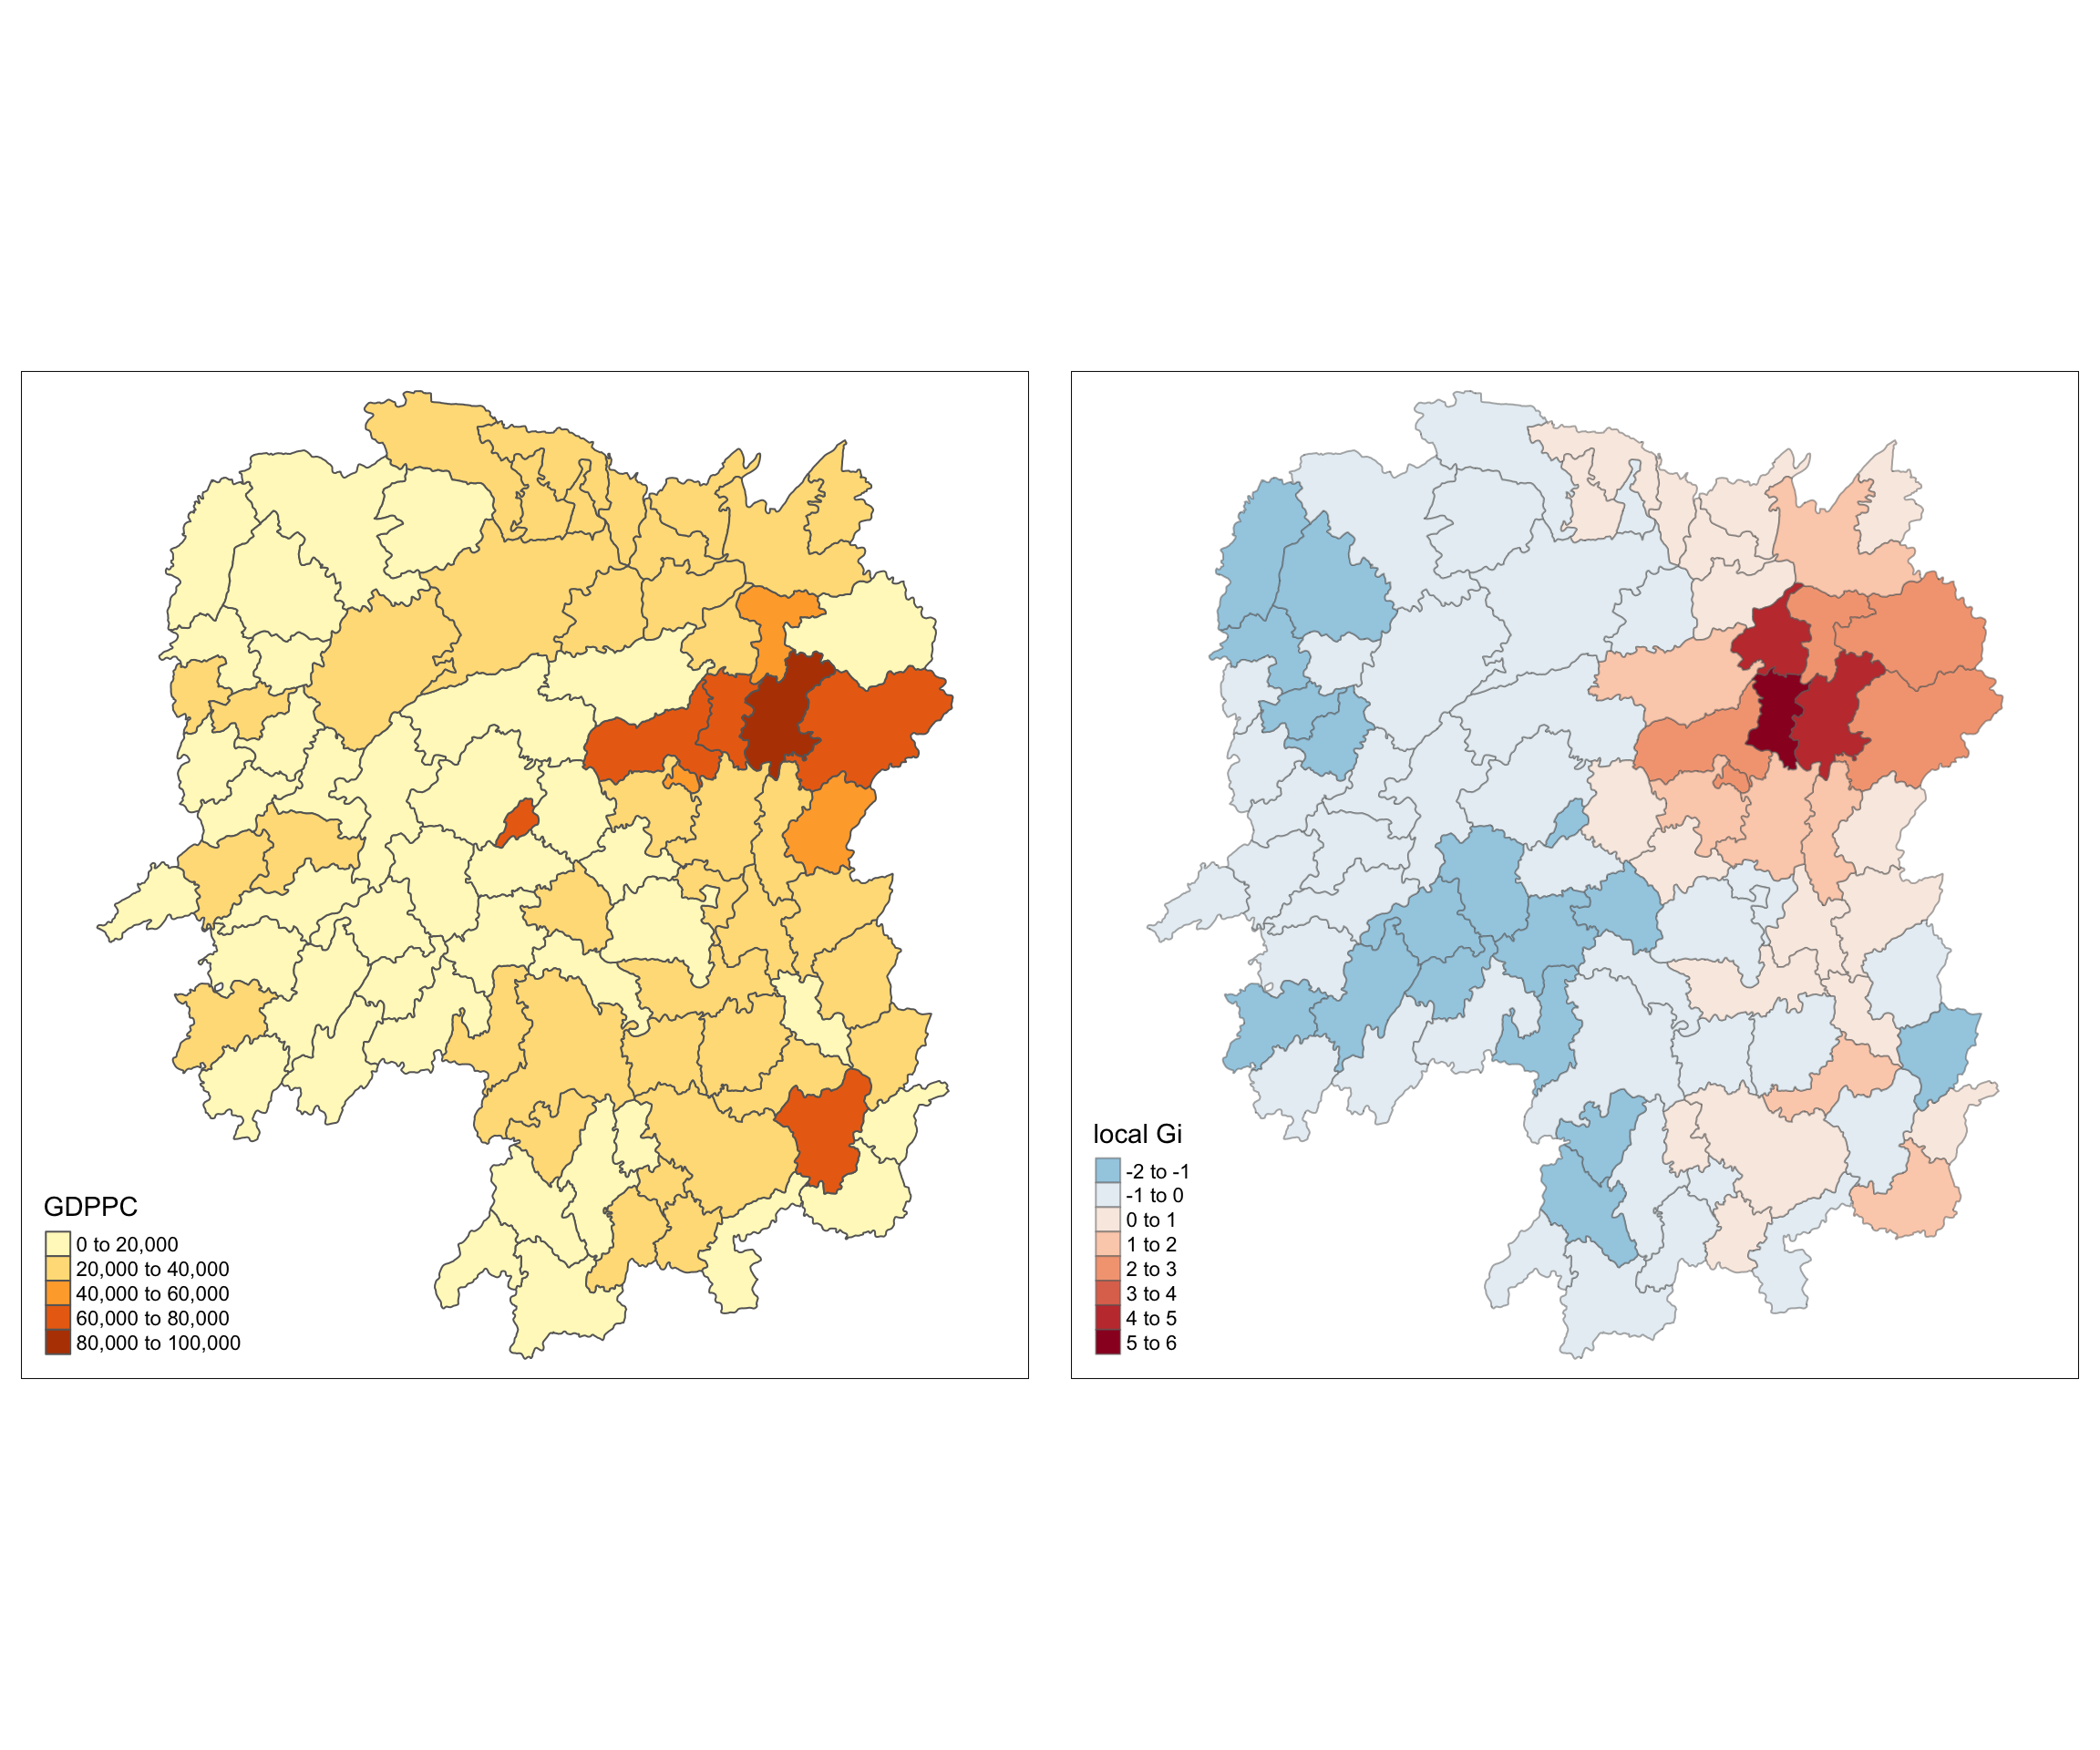 GDPPC
0 to 20,000
20,000 to 40,000
40,000 to 60,000
60,000 to 80,000
80,000 to 100,000
local Gi
-2 to -1
-1 to 0
0 to 1
1 to 2
2 to 3
3 to 4
4 to 5
5 to 6